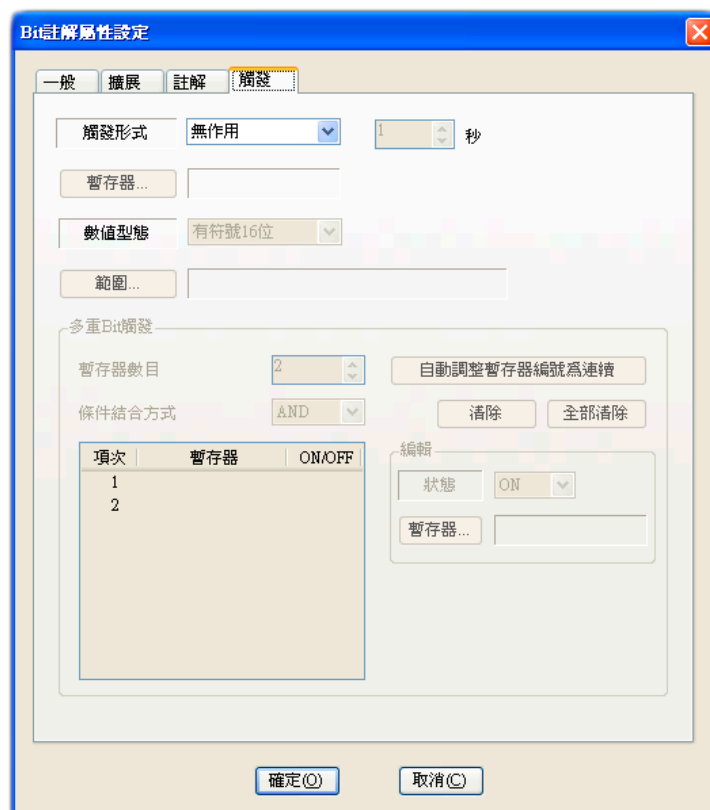 Bit註解屬性設定
一般 擴展 註解 觸發
觸發形式 無作用 1 秒
暫存器...
數值型態 有符號16位
範圍...
多重Bit觸發
暫存器數目 2 自動調整暫存器編號為連續
條件結合方式 AND 清除 全部清除
項次 暫存器 ON/OFF
1
2
編輯
狀態 ON
暫存器...
確定(O) 取消(C)